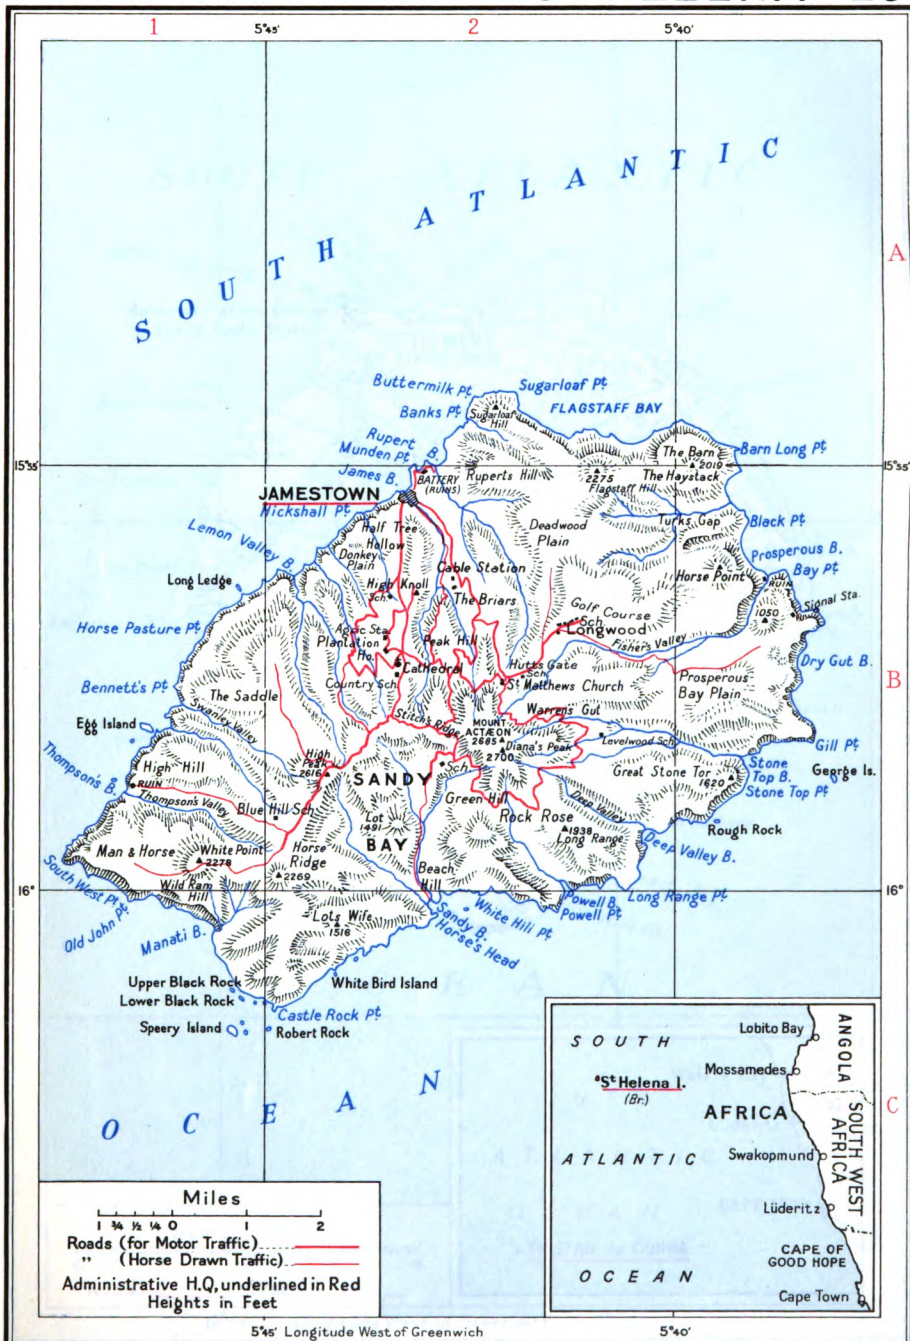 1
2
5°45'
5°40'
SOUTH ATLANTIC
A
Buttermilk Pt.
Sugarloaf Pt.
Banks Pt.
Sugarloaf
Hill
FLAGSTAFF BAY
Rupert
B.
Munden Pt.
James B.
BATTERY
(RUINS)
Ruperts Hill
2275
Flagstaff Hill
The Barn
2019
The Haystack
Barn Long Pt.
15°55'
15°55'
JAMESTOWN
Hickshall Pt.
Half Tree
Hollow
Donkey
Plain
Deadwood
Plain
Turks Gap
Black Pt.
Lemon Valley B.
Long Ledge
High Knoll
Sch.
Cable Station
The Briars
Horse Point
Prosperous B.
Bay Pt.
RUIN
Signal Sta.
1050
Horse Pasture Pt.
Agric. Sta.
Plantation
Ho.
Peak Hill
Golf Course
Sch.
Longwood
Fisher's Valley
Cathedral
Country Sch.
Hutts Gate
Sch.
St. Matthews Church
Dry Gut B.
Prosperous
Bay Plain
B
Bennett's Pt.
The Saddle
Swanley Valley
Stitch's Ridge
Warren's Gut
MOUNT
ACTÆON
2685
Diana's Peak
2700
Levelwood Sch.
Gill Pt.
Egg Island
High Hill
High
Peak
2616
SANDY
Sch.
Great Stone Top
1620
Stone
Top B.
Stone Top Pt.
George Is.
Thompson's B.
RUIN
Thompson's Valley
Blue Hill Sch.
Green Hill
Rock Rose
Deep Valley
Lot
1491
BAY
1938
Long Range
Rough Rock
Deep Valley B.
Man & Horse
White Point
2278
Horse
Ridge
2269
Beach
Hill
16°
16°
South West Pt.
Wild Ram
Hill
Old John Pt.
Manati B.
Lots Wife
1516
Sandy B.
Horse's Head
White Hill Pt.
Powell B.
Powell Pt.
Long Range Pt.
Upper Black Rock
Lower Black Rock
Speery Island
White Bird Island
Castle Rock Pt.
Robert Rock
OCEAN
C
SOUTH
St. Helena I.
(Br.)
AFRICA
ATLANTIC
OCEAN
Lobito Bay
ANGOLA
Mossamedes
SOUTH WEST
AFRICA
Swakopmund
Lüderitz
CAPE OF
GOOD HOPE
Cape Town
Miles
1 ¾ ½ ¼ 0 1 2
Roads (for Motor Traffic)
" (Horse Drawn Traffic)
Administrative H.Q, underlined in Red
Heights in Feet
5°45' Longitude West of Greenwich
5°40'